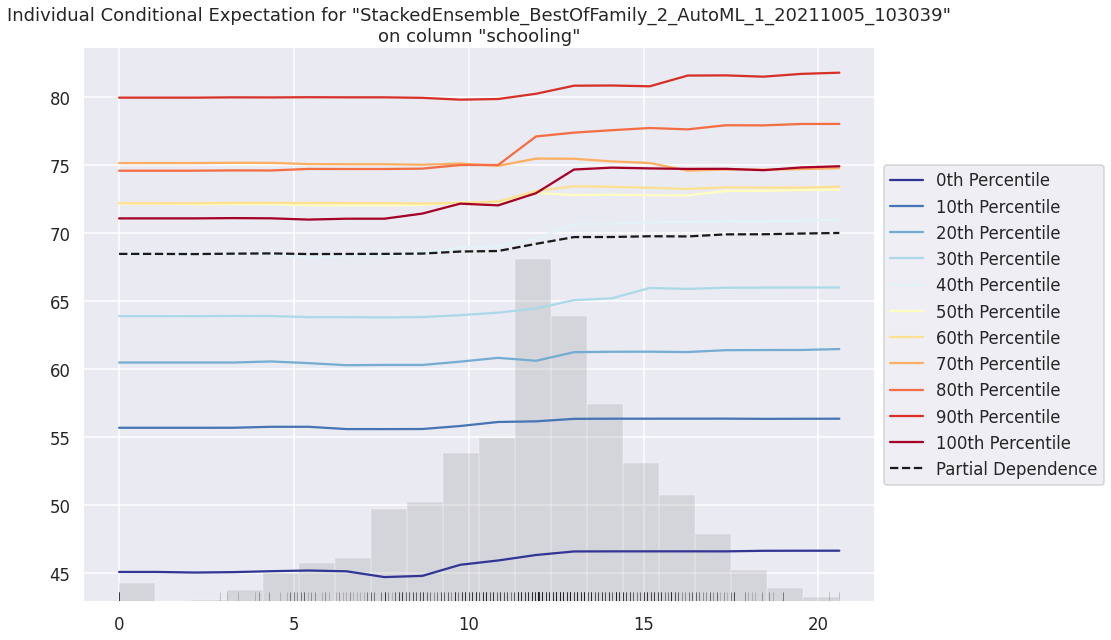 Individual Conditional Expectation for "StackedEnsemble_BestOfFamily_2_AutoML_1_20211005_103039"
on column "schooling"
80
75
70
65
60
55
50
45
0
5
10
15
20
0th Percentile
10th Percentile
20th Percentile
30th Percentile
40th Percentile
50th Percentile
60th Percentile
70th Percentile
80th Percentile
90th Percentile
100th Percentile
Partial Dependence